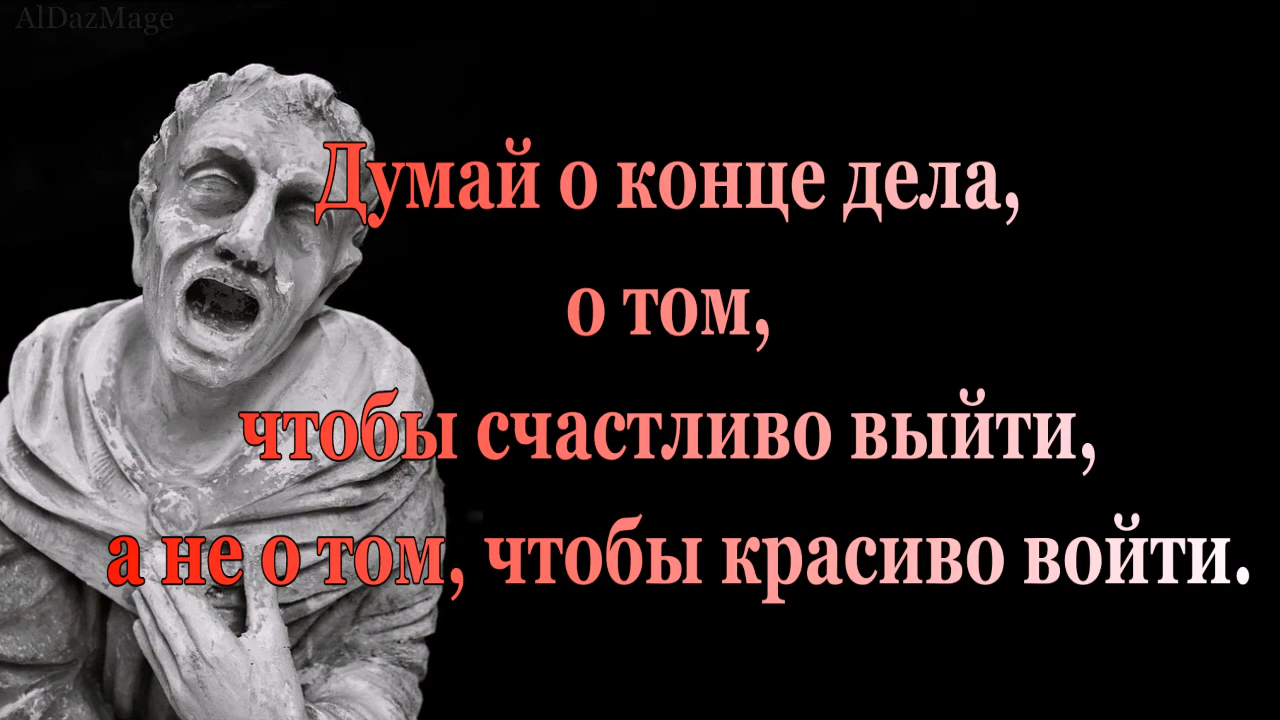 AlDazMage
Думай о конце дела,
о том,
чтобы счастливо выйти,
а не о том, чтобы красиво войти.